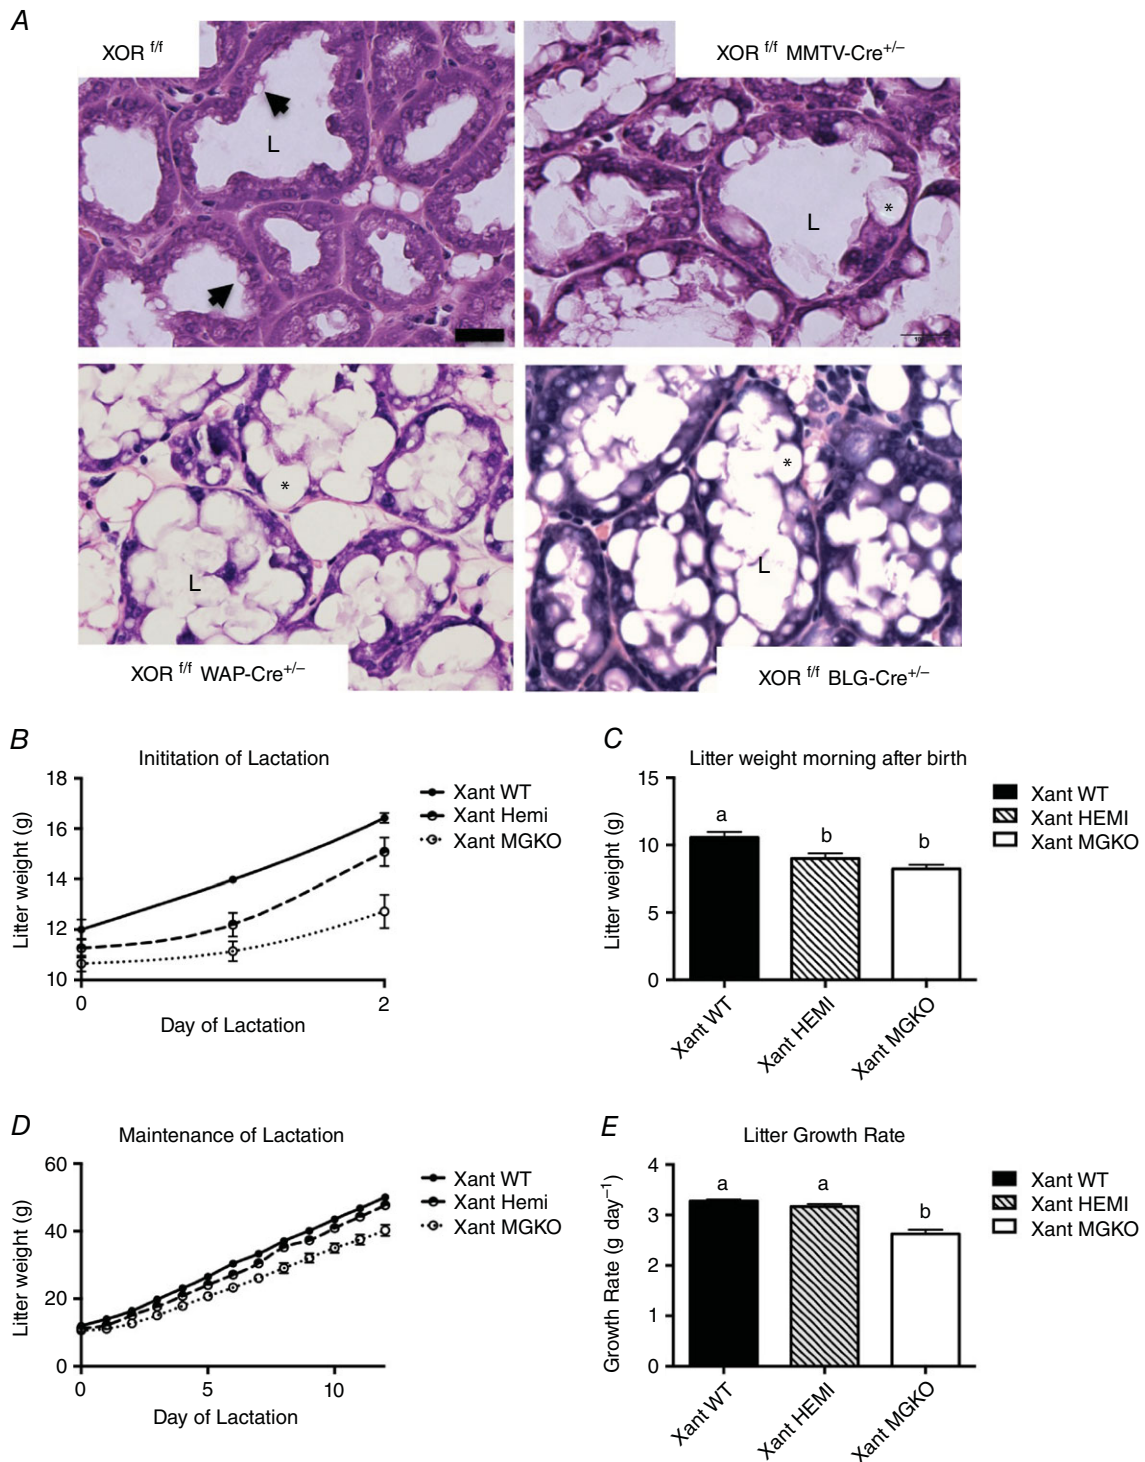 A
XOR f/f
XOR f/f MMTV-Cre+/–
L
L
*
*
*
L
L
XOR f/f WAP-Cre+/–
XOR f/f BLG-Cre+/–
B
Inititation of Lactation
18
16
14
12
10
Litter weight (g)
0
2
Day of Lactation
Xant WT
Xant Hemi
Xant MGKO
C
Litter weight morning after birth
15
10
5
0
Litter weight (g)
a
b
b
Xant WT
Xant HEMI
Xant MGKO
Xant WT
Xant HEMI
Xant MGKO
D
Maintenance of Lactation
60
40
20
0
Litter weight (g)
0
5
10
Day of Lactation
Xant WT
Xant Hemi
Xant MGKO
E
Litter Growth Rate
4
3
2
1
0
Growth Rate (g day–1)
a
a
b
Xant WT
Xant HEMI
Xant MGKO
Xant WT
Xant HEMI
Xant MGKO